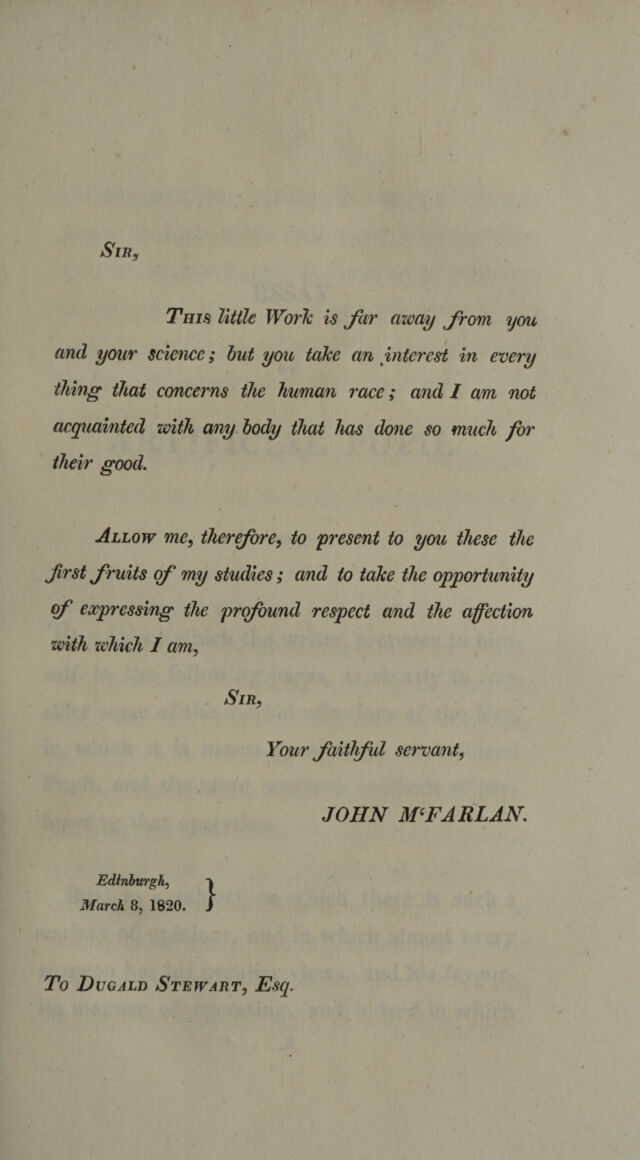 SIR,
THIS little Work is far away from you
and your science; but you take an interest in every
thing that concerns the human race; and I am not
acquainted with any body that has done so much for
their good.
ALLOW me, therefore, to present to you these the
first fruits of my studies; and to take the opportunity
of expressing the profound respect and the affection
with which I am,
SIR,
Your faithful servant,
JOHN M‘FARLAN.
Edinburgh,
March 8, 1820.
To DUGALD STEWART, Esq.